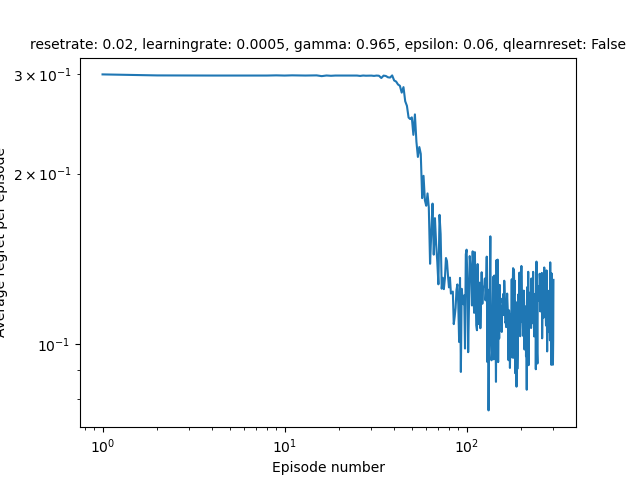 resetrate: 0.02, learningrate: 0.0005, gamma: 0.965, epsilon: 0.06, qlearnreset: False
3 × 10⁻¹
2 × 10⁻¹
10⁻¹
Average regret per episode
10⁰ 10¹ 10²
Episode number